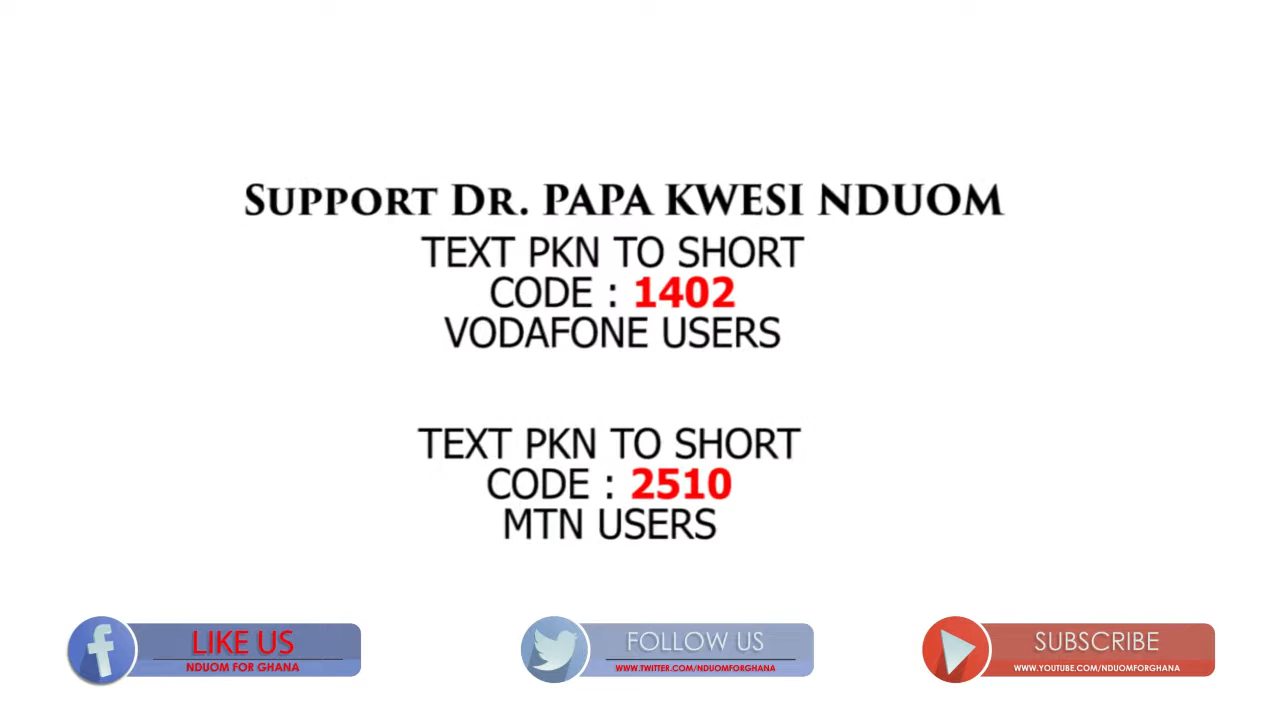 Support Dr. PAPA KWESI NDUOM
TEXT PKN TO SHORT
CODE : 1402
VODAFONE USERS
TEXT PKN TO SHORT
CODE : 2510
MTN USERS
LIKE US
NDUOM FOR GHANA
FOLLOW US
WWW.TWITTER.COM/NDUOMFORGHANA
SUBSCRIBE
WWW.YOUTUBE.COM/NDUOMFORGHANA